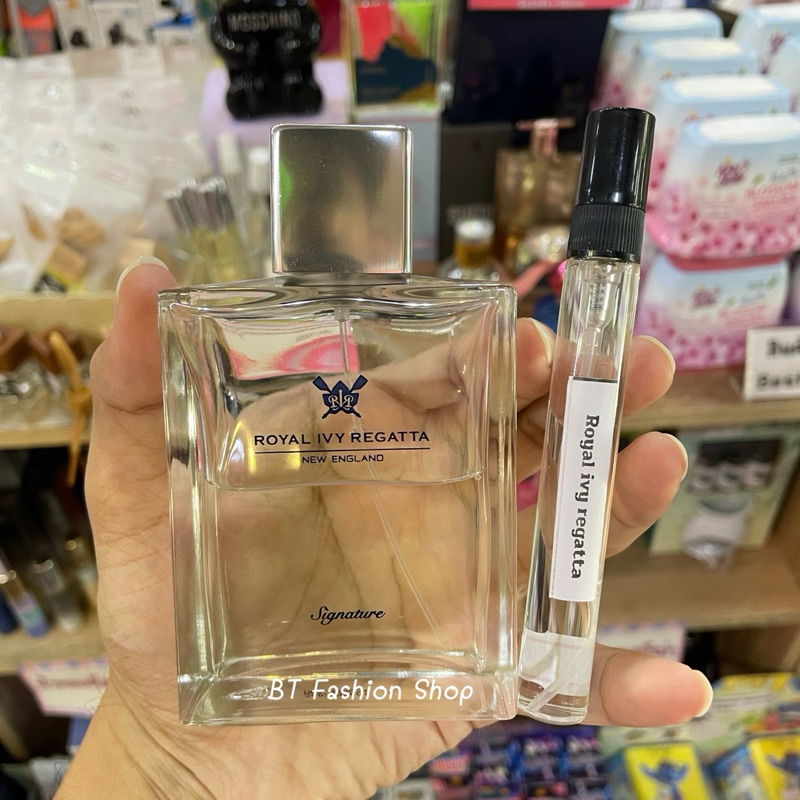 MOSCHINO
ROYAL IVY REGATTA
NEW ENGLAND
Signature
BT Fashion Shop
Royal ivy regatta